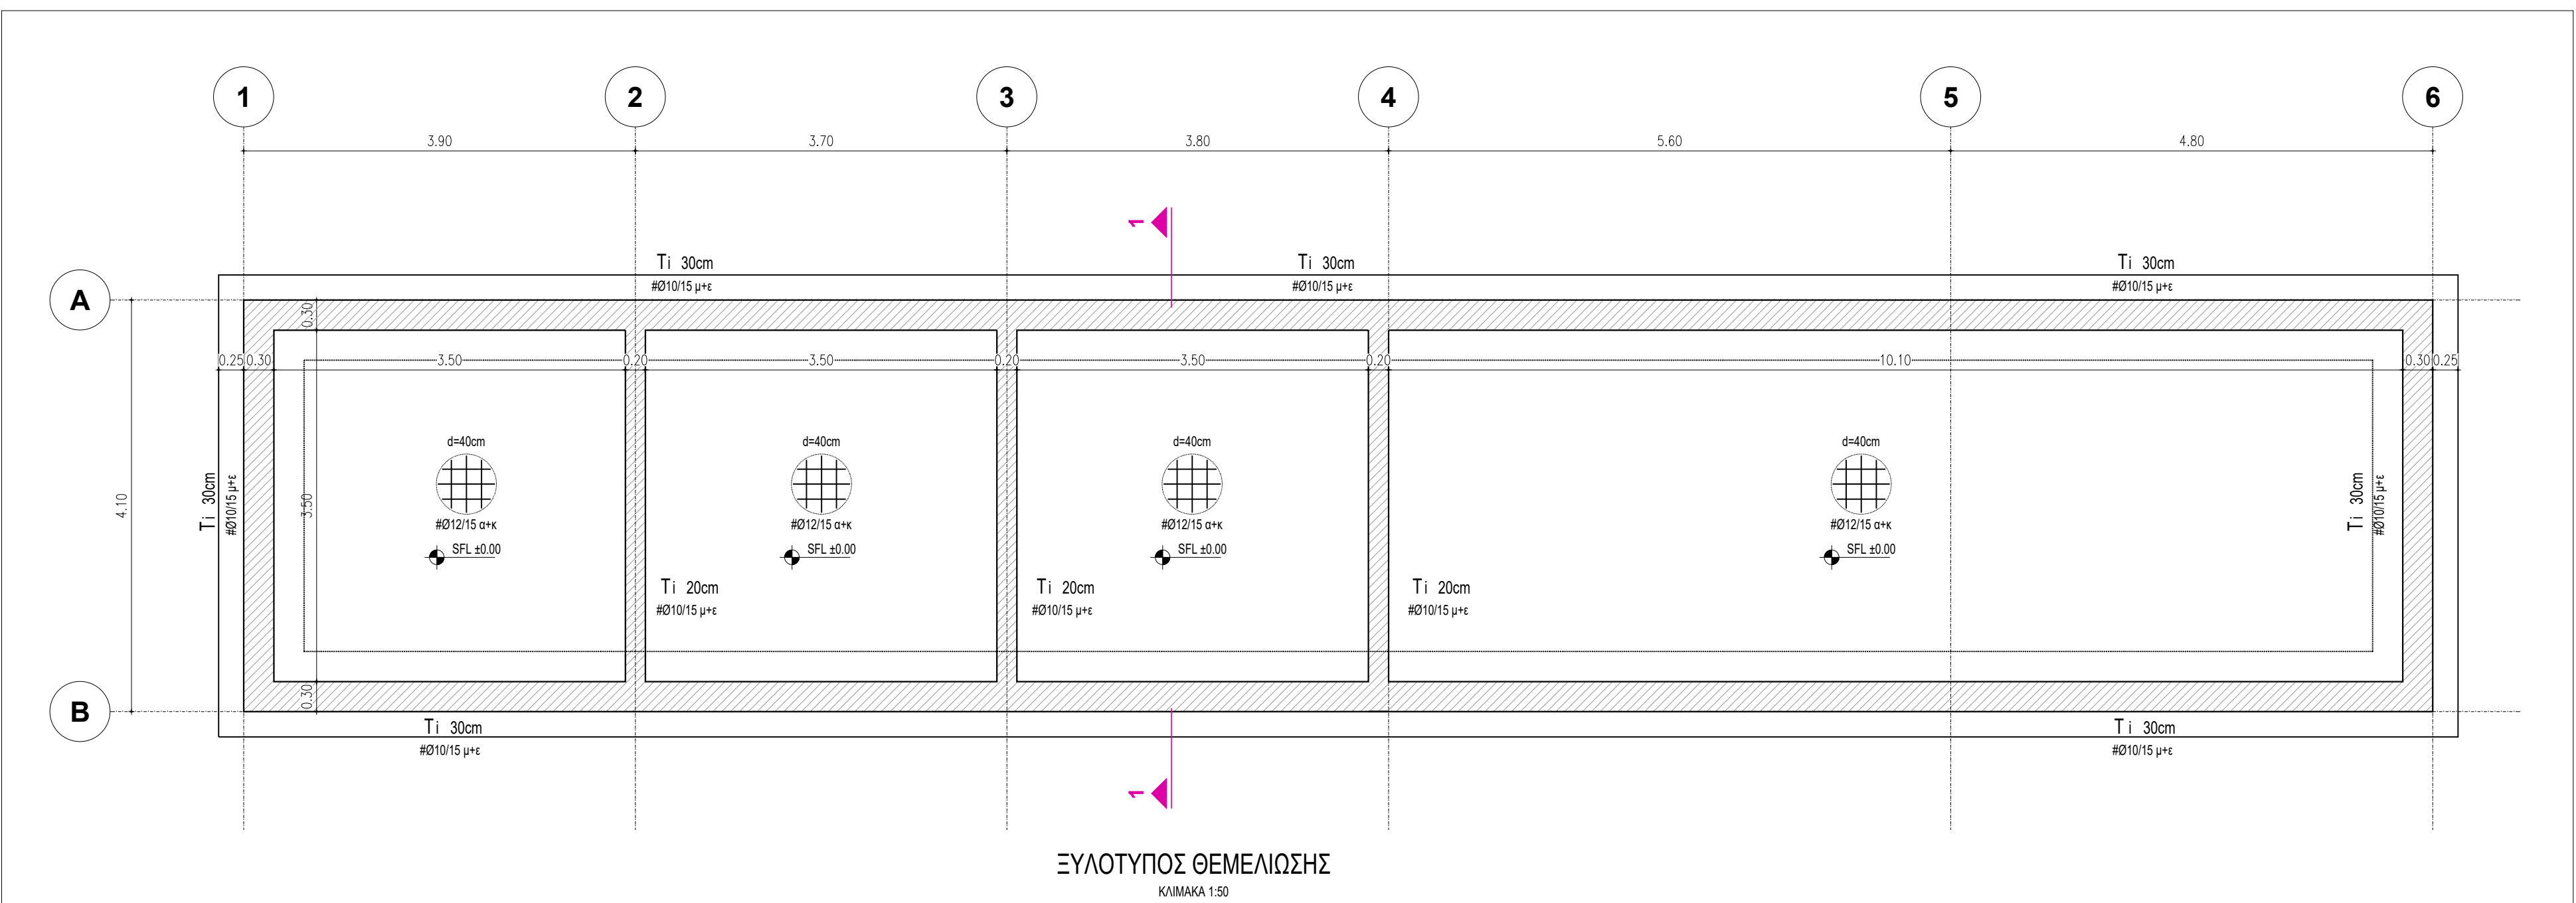 1 2 3 4 5 6
3.90 3.70 3.80 5.60 4.80
1
Ti 30cm Ti 30cm Ti 30cm
#Ø10/15 μ+ε #Ø10/15 μ+ε #Ø10/15 μ+ε
A
0.30
0.25 0.30 3.50 0.20 3.50 0.20 3.50 0.20 10.10 0.30 0.25
d=40cm d=40cm d=40cm d=40cm
4.10
Ti 30cm
#Ø10/15 μ+ε
3.50
Ti 30cm
#Ø10/15 μ+ε
#Ø12/15 α+κ #Ø12/15 α+κ #Ø12/15 α+κ #Ø12/15 α+κ
SFL ±0.00 SFL ±0.00 SFL ±0.00 SFL ±0.00
Ti 20cm Ti 20cm Ti 20cm
#Ø10/15 μ+ε #Ø10/15 μ+ε #Ø10/15 μ+ε
0.30
B
Ti 30cm Ti 30cm
#Ø10/15 μ+ε #Ø10/15 μ+ε
1
ΞΥΛΟΤΥΠΟΣ ΘΕΜΕΛΙΩΣΗΣ
ΚΛΙΜΑΚΑ 1:50